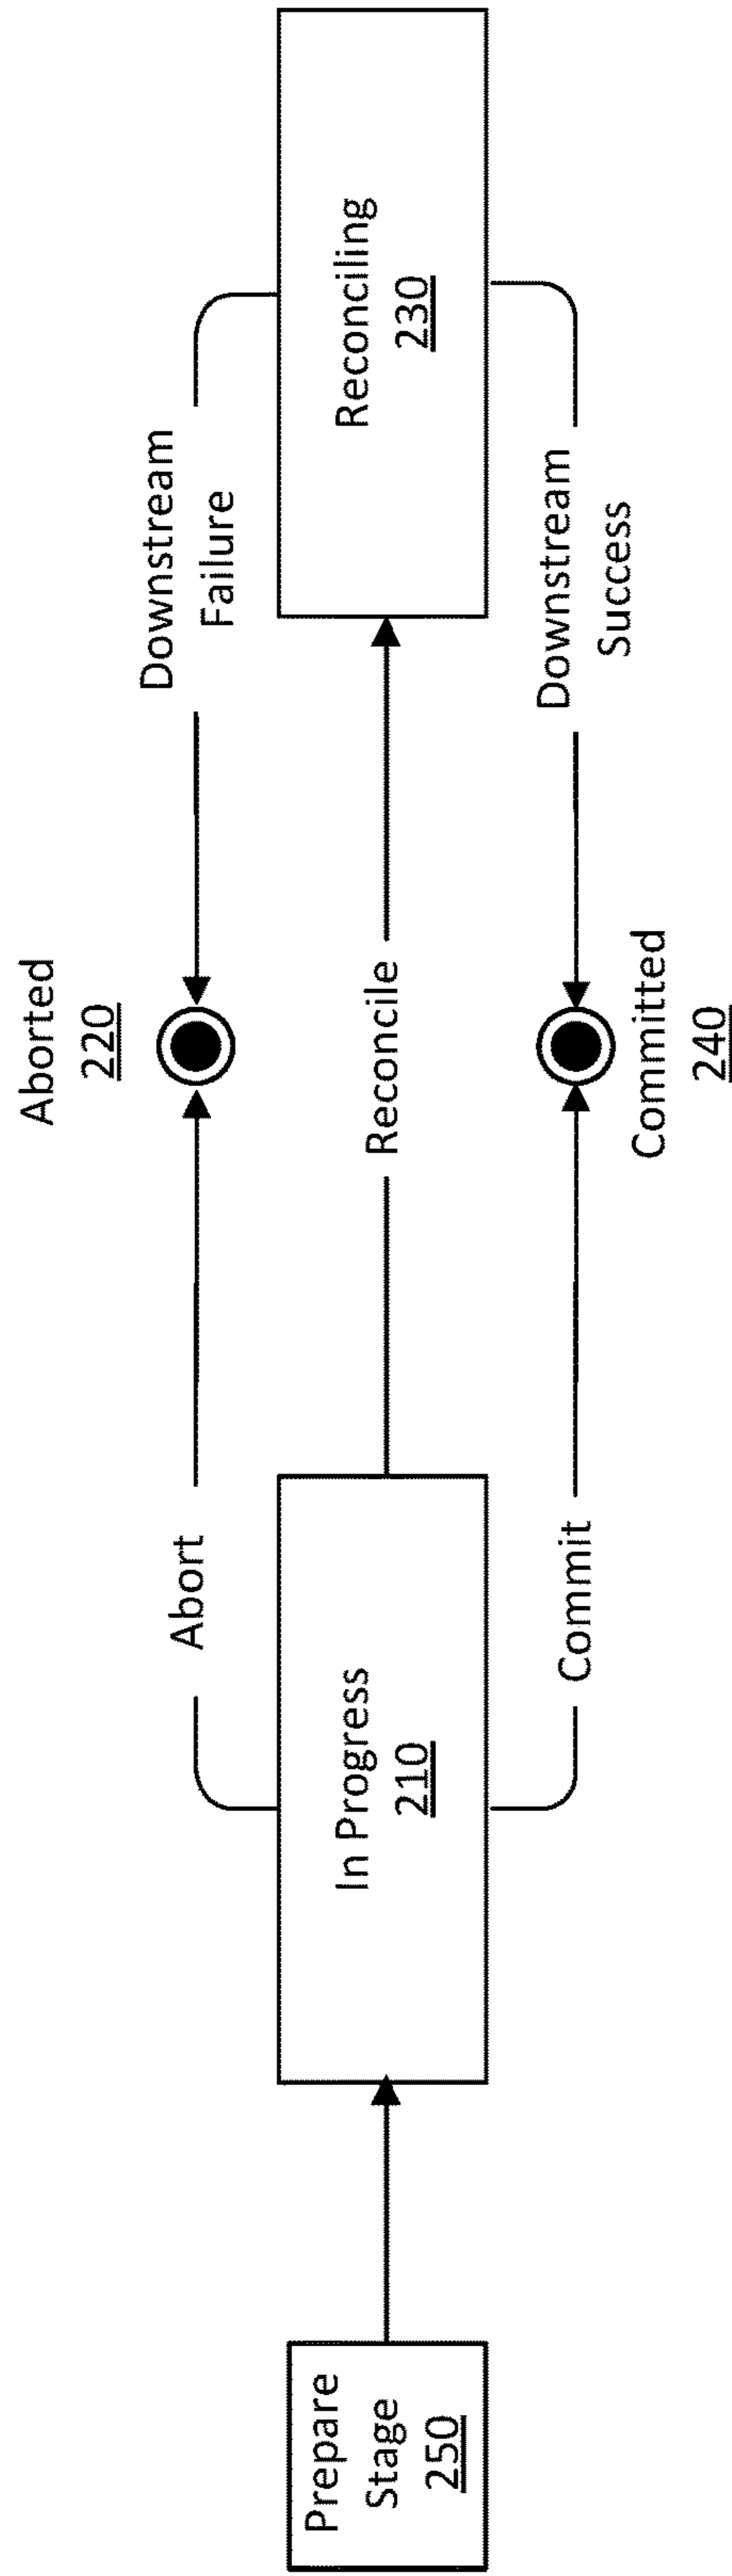 Aborted
220
Abort
Downstream
Failure
Prepare
Stage
250
In Progress
210
Reconcile
Reconciling
230
Commit
Downstream
Success
Committed
240